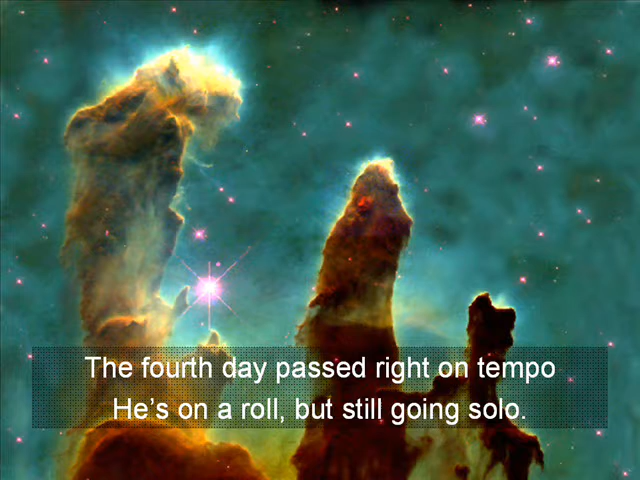 The fourth day passed right on tempo
He’s on a roll, but still going solo.